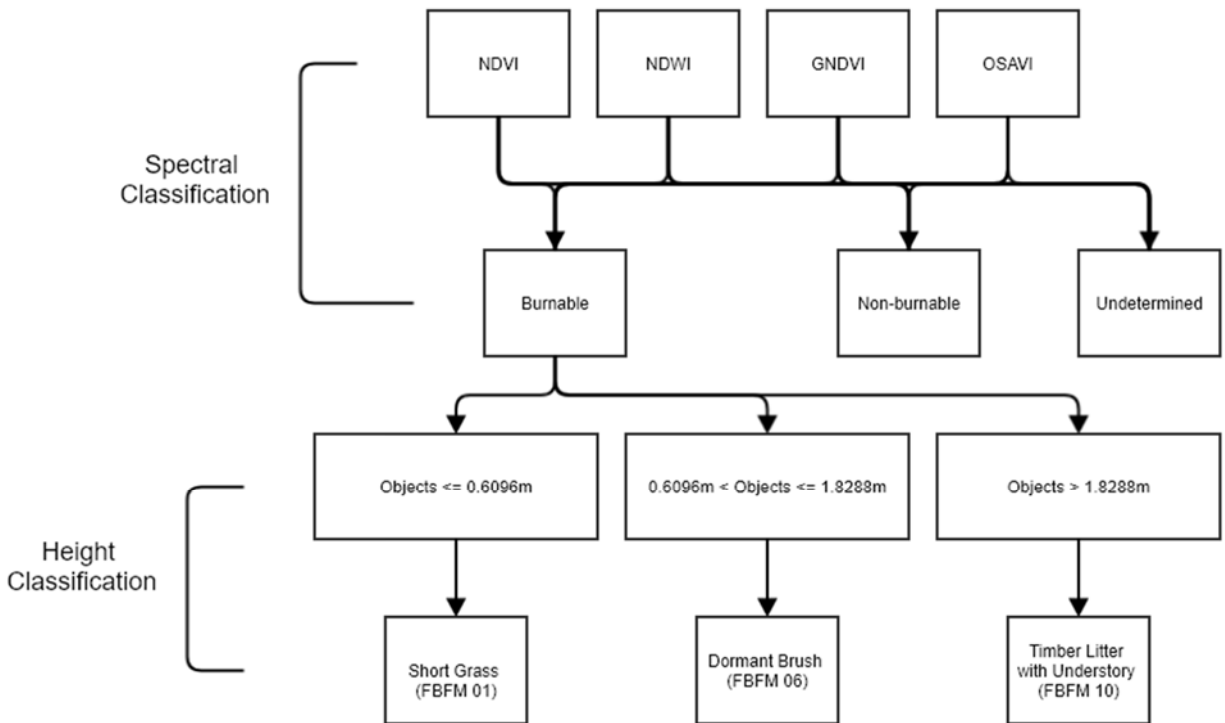 NDVI
NDWI
GNDVI
OSAVI
Spectral
Classification
Burnable
Non-burnable
Undetermined
Objects <= 0.6096m
0.6096m < Objects <= 1.8288m
Objects > 1.8288m
Height
Classification
Short Grass
(FBFM 01)
Dormant Brush
(FBFM 06)
Timber Litter
with Understory
(FBFM 10)